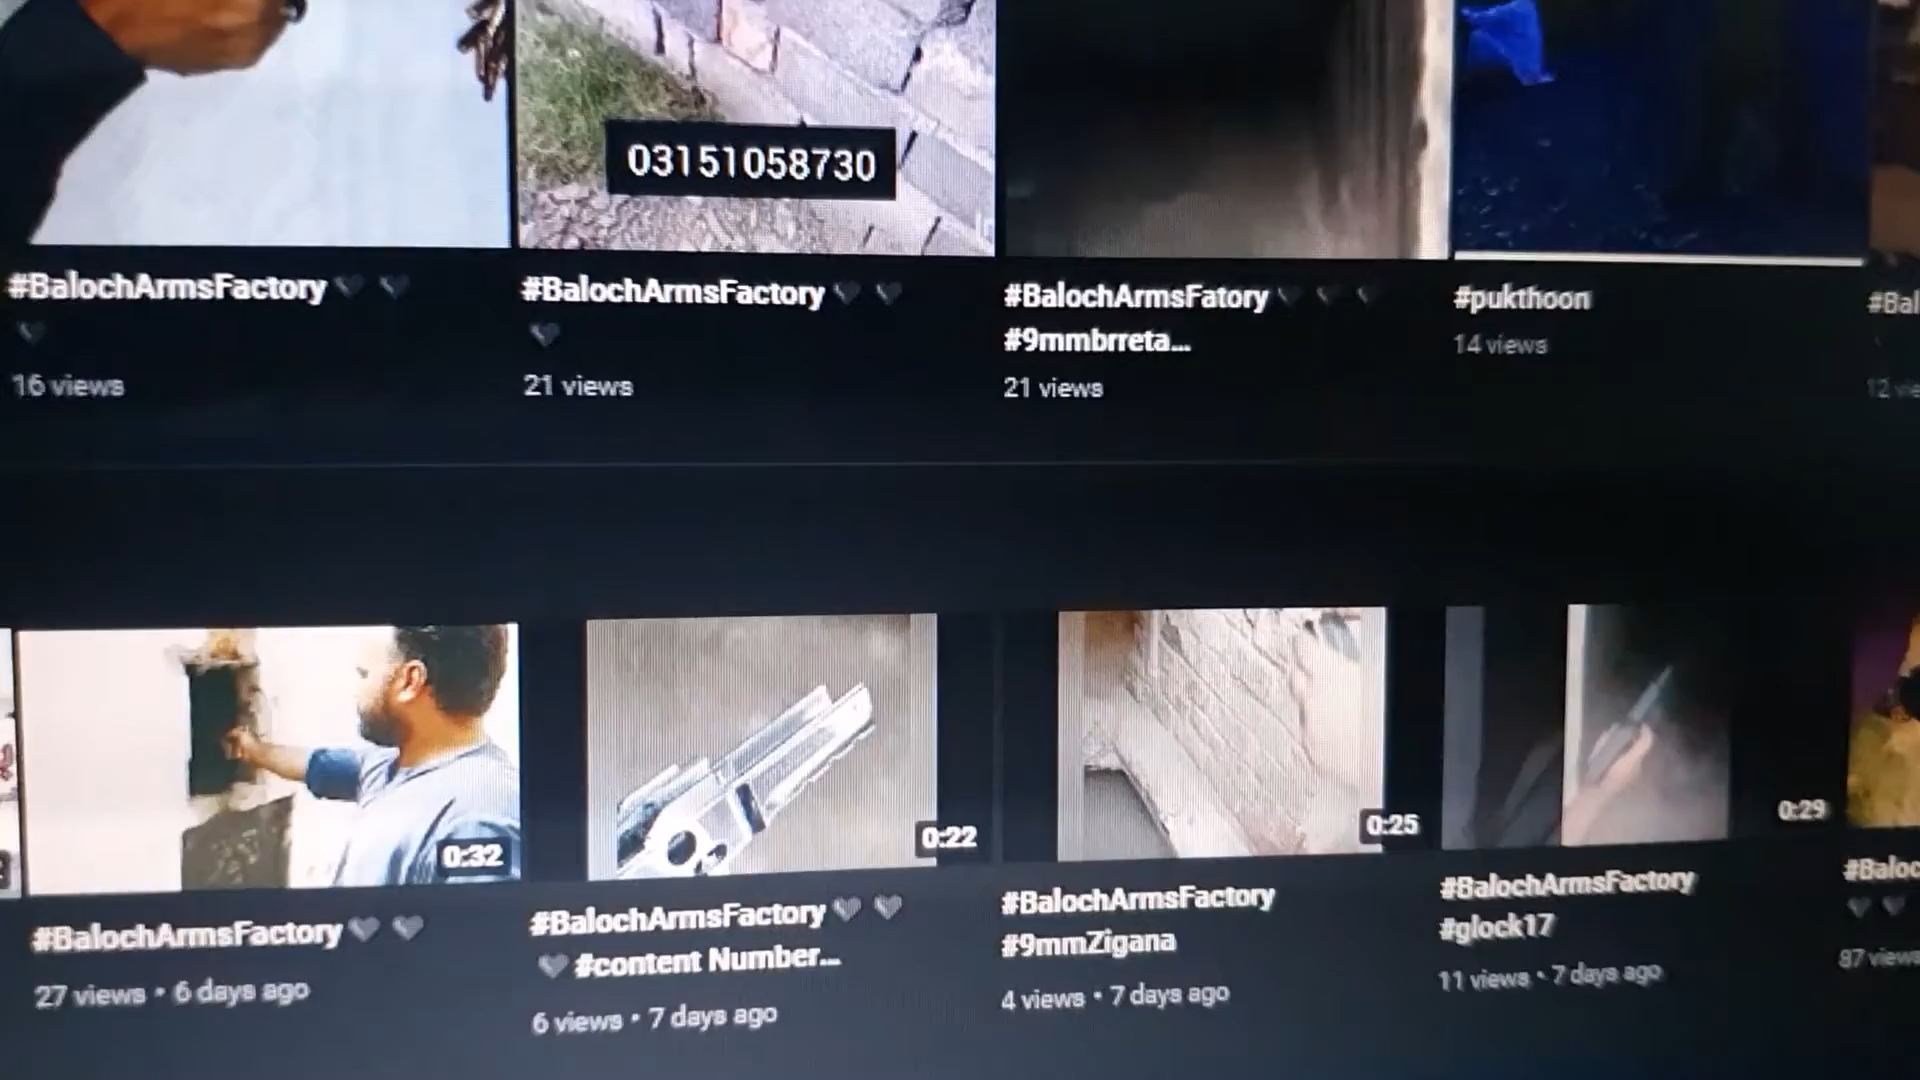 03151058730
#BalochArmsFactory
#BalochArmsFactory
#BalochArmsFatory
#9mmbrreta...
#pukthoon
#Bal
16 views
21 views
21 views
14 views
12 vie
0:32
0:22
0:25
0:29
#BalochArmsFactory
27 views • 6 days ago
#BalochArmsFactory
#content Number...
6 views • 7 days ago
#BalochArmsFactory
#9mmZigana
4 views • 7 days ago
#BalochArmsFactory
#glock17
11 views • 7 days ago
#Baloc
87 views